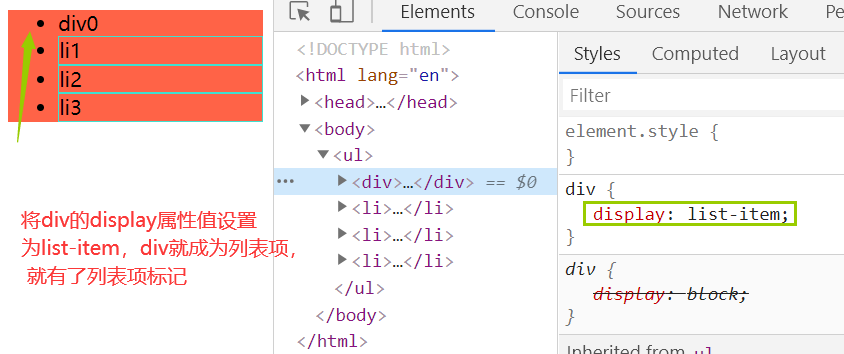 div0
li1
li2
li3
将div的display属性值设置
为list-item，div就成为列表项，
就有了列表项标记
Elements Console Sources Network Pe
<!DOCTYPE html>
<html lang="en">
<head>…</head>
<body>
<ul>
<div>…</div> == $0
<li>…</li>
<li>…</li>
<li>…</li>
</ul>
</body>
</html>
Styles Computed Layout
Filter
element.style {
}
div {
display: list-item;
}
div {
display: block;
}
Inherited from ul